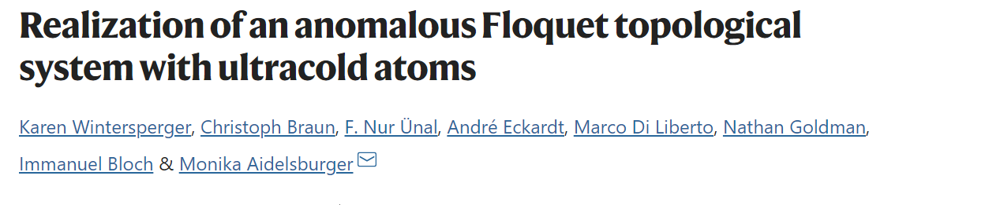 Realization of an anomalous Floquet topological
system with ultracold atoms
Karen Wintersperger, Christoph Braun, F. Nur Ünal, André Eckardt, Marco Di Liberto, Nathan Goldman,
Immanuel Bloch & Monika Aidelsburger